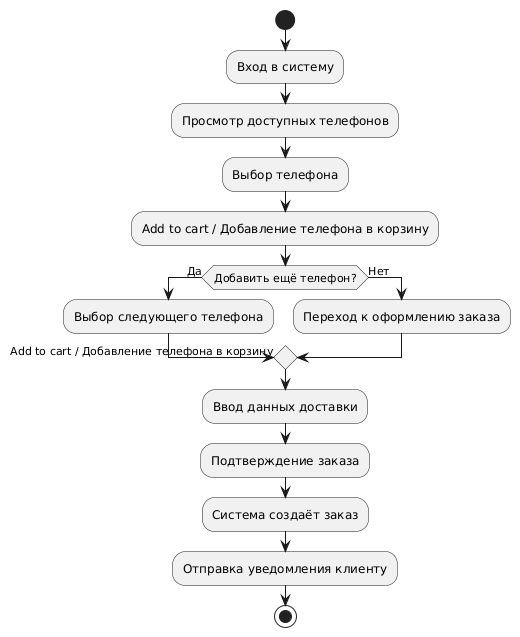 Вход в систему
Просмотр доступных телефонов
Выбор телефона
Add to cart / Добавление телефона в корзину
Добавить ещё телефон?
Да
Нет
Выбор следующего телефона
Переход к оформлению заказа
Add to cart / Добавление телефона в корзину
Ввод данных доставки
Подтверждение заказа
Система создаёт заказ
Отправка уведомления клиенту